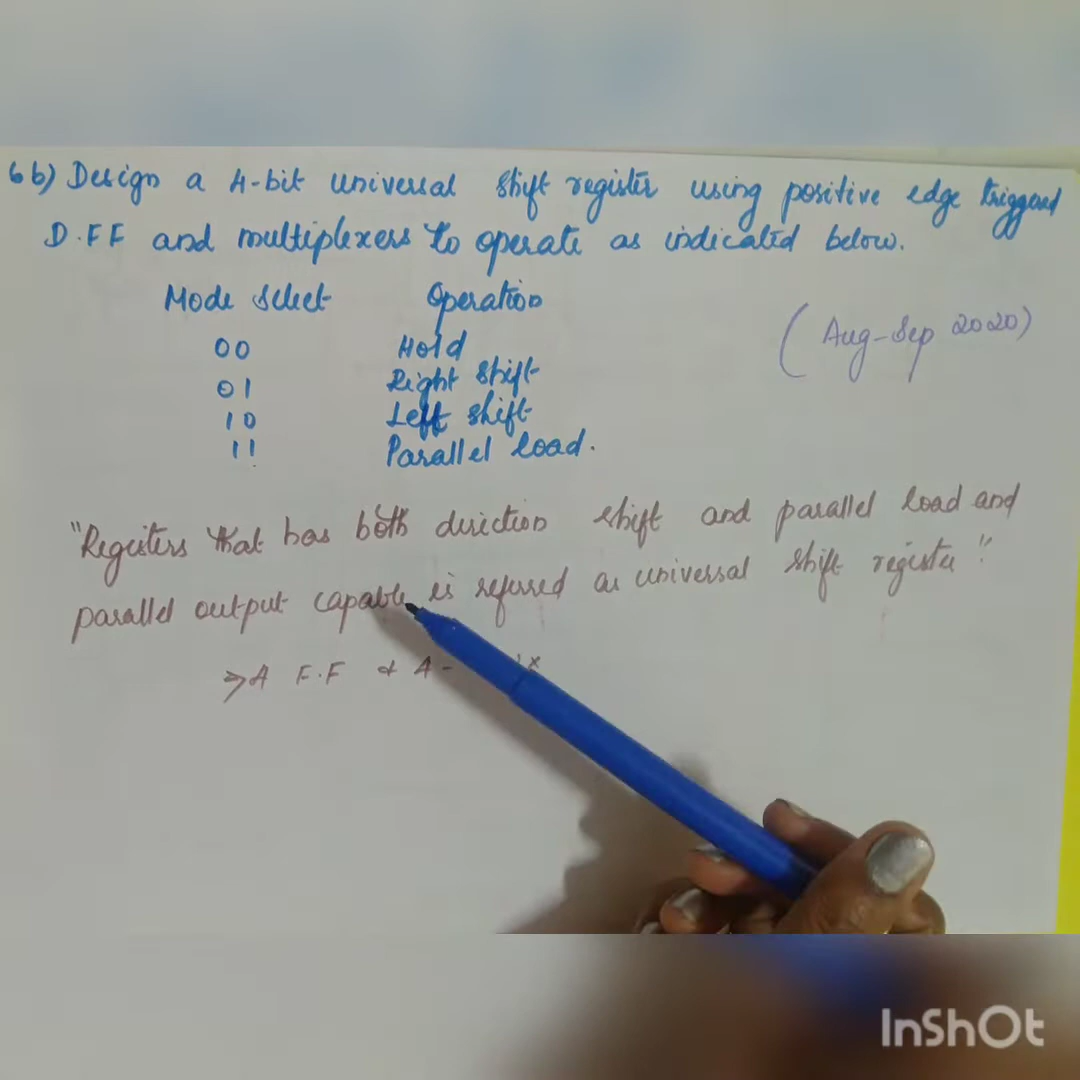 6b) Design a 4-bit universal shift register using positive edge triggered
D.FF and multiplexers to operate as indicated below.
Mode Select Operation
00 Hold
01 Right shift
10 Left shift
11 Parallel load.
(Aug-Sep 2020)
"Registers that has both direction shift and parallel load and
parallel output capable is refered as universal shift register".
⇒ 4 F.F & 4-
InShOt